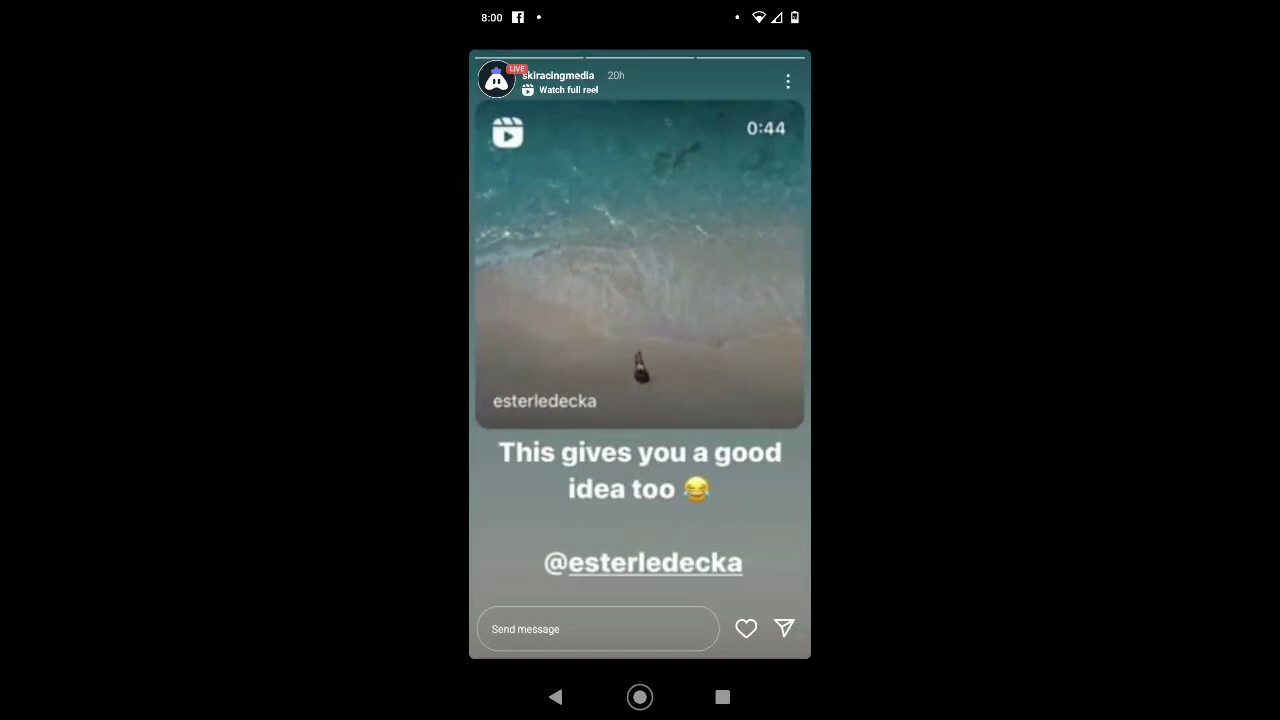 8:00
LIVE
skiracingmedia 20h
Watch full reel
0:44
esterledecka
This gives you a good
idea too 😂
@esterledecka
Send message